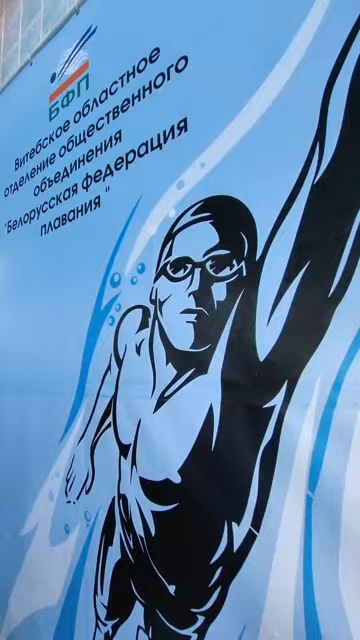 БФП
Витебское областное
отделение общественного
объединения
"Белорусская федерация
плавания "